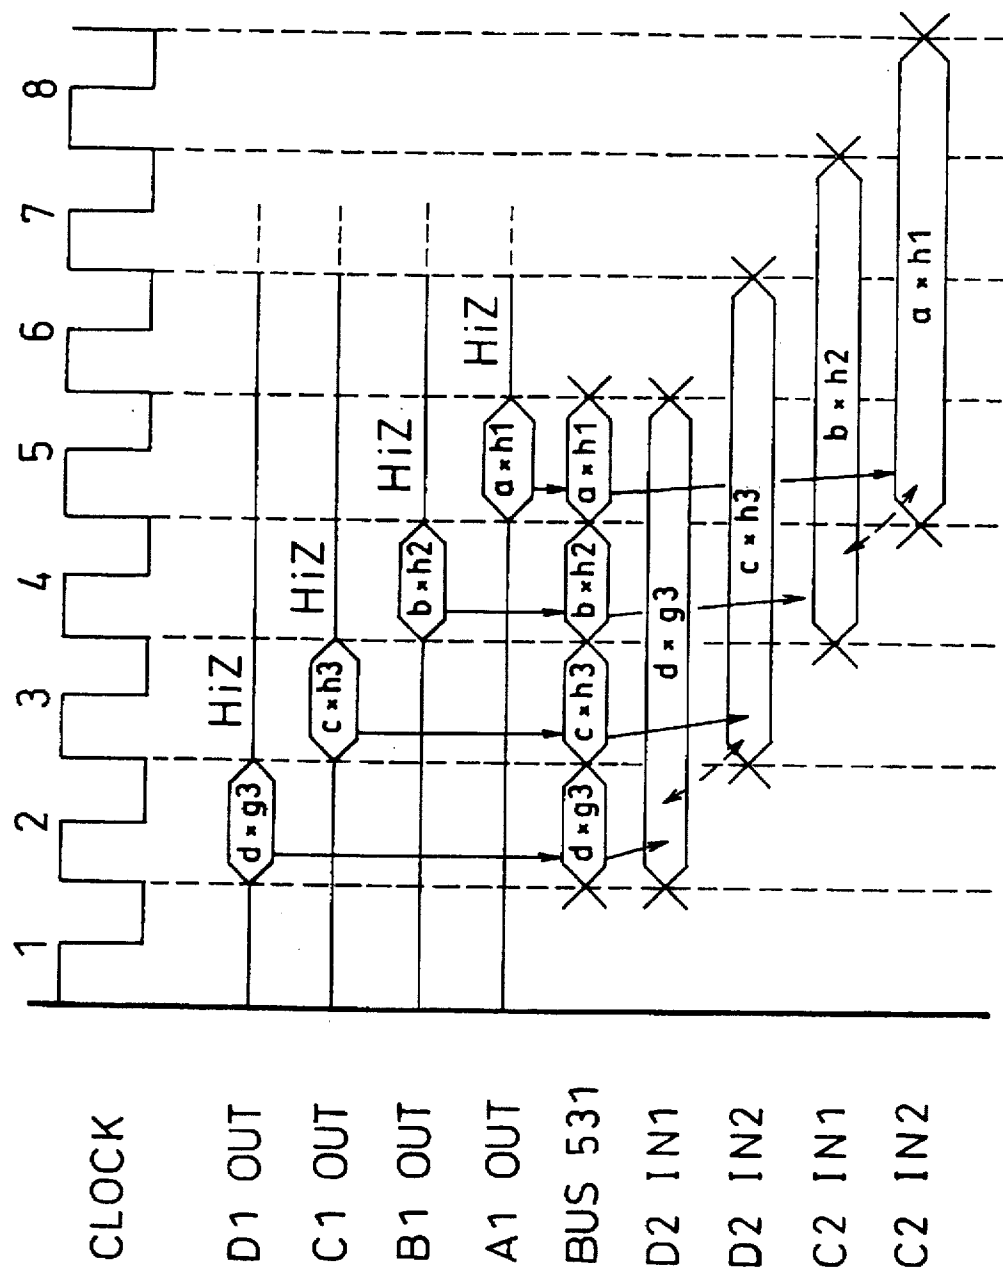 CLOCK 1 2 3 4 5 6 7 8
D1 OUT d×g3 HiZ
C1 OUT c×h3 HiZ
B1 OUT b×h2 HiZ
A1 OUT a×h1 HiZ
BUS 531 d×g3 c×h3 b×h2 a×h1
D2 IN1 d×g3
D2 IN2 c×h3
C2 IN1 b×h2
C2 IN2 a×h1